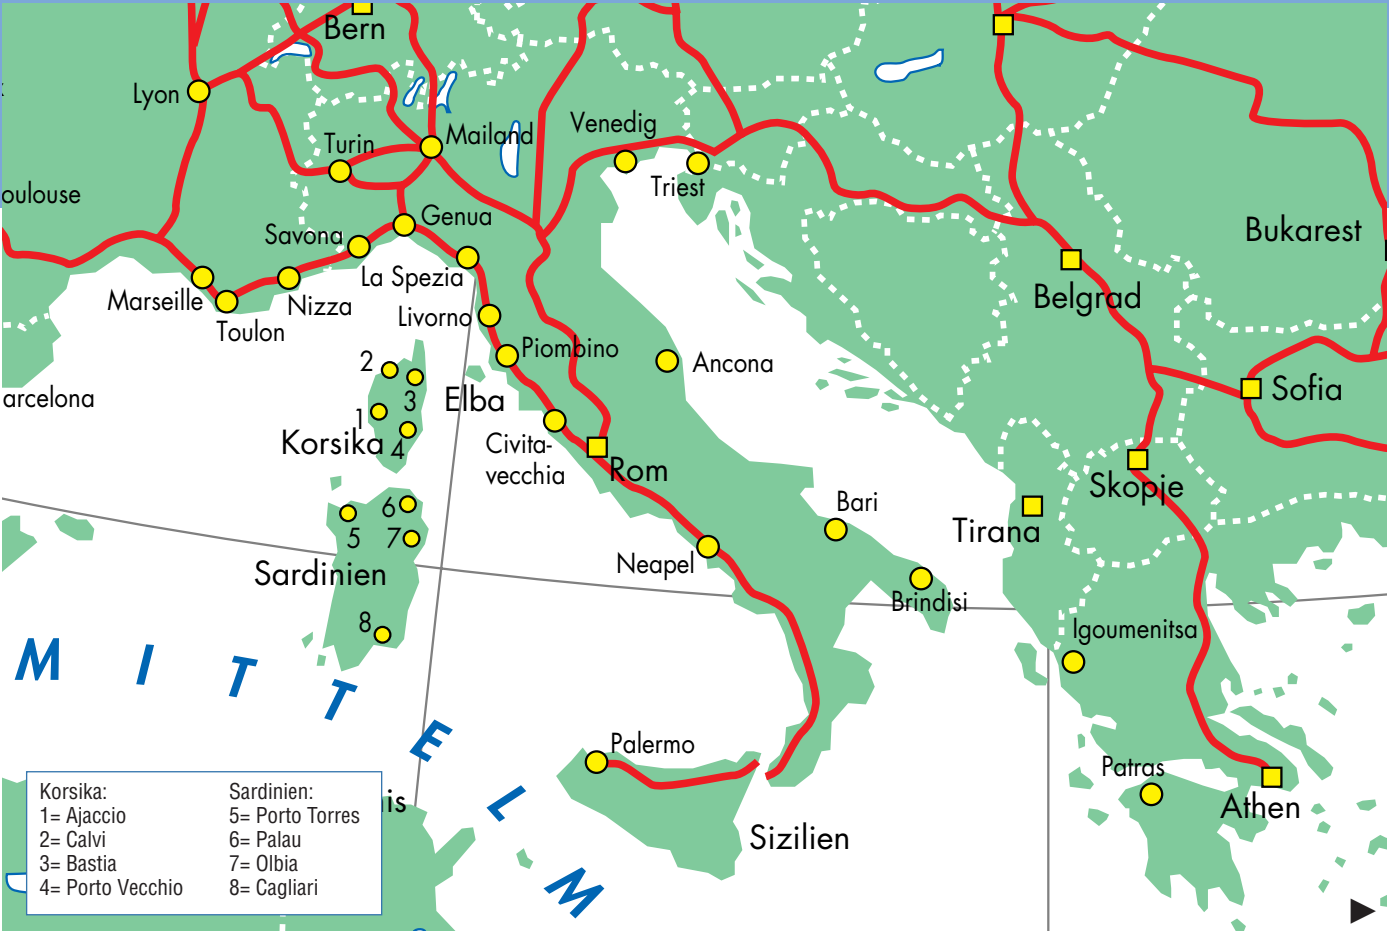 Bern
Lyon
Turin
Mailand
Venedig
Triest
oulouse
Genua
Savona
La Spezia
Bukarest
Marseille
Nizza
Toulon
Livorno
Belgrad
Piombino
Ancona
2
3
Elba
arcelona
1
Korsika
4
Civita-
vecchia
Rom
Sofia
Skopje
Bari
Tirana
6
5
7
Sardinien
Neapel
Brindisi
8
Igoumenitsa
MITTELM
Palermo
Patras
Athen
Sizilien
nis
Korsika:
1= Ajaccio
2= Calvi
3= Bastia
4= Porto Vecchio
Sardinien:
5= Porto Torres
6= Palau
7= Olbia
8= Cagliari